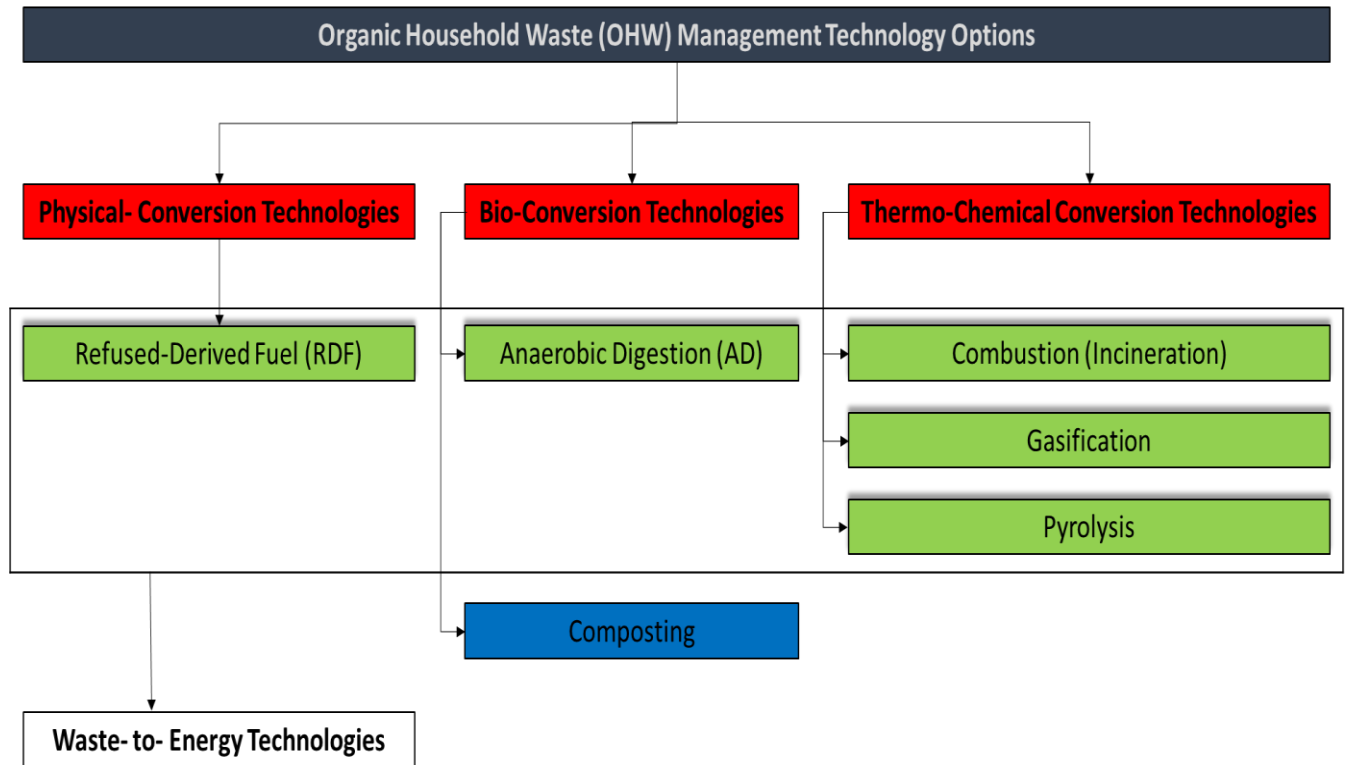 Organic Household Waste (OHW) Management Technology Options
Physical- Conversion Technologies
Bio-Conversion Technologies
Thermo-Chemical Conversion Technologies
Refused-Derived Fuel (RDF)
Anaerobic Digestion (AD)
Combustion (Incineration)
Gasification
Pyrolysis
Composting
Waste- to- Energy Technologies